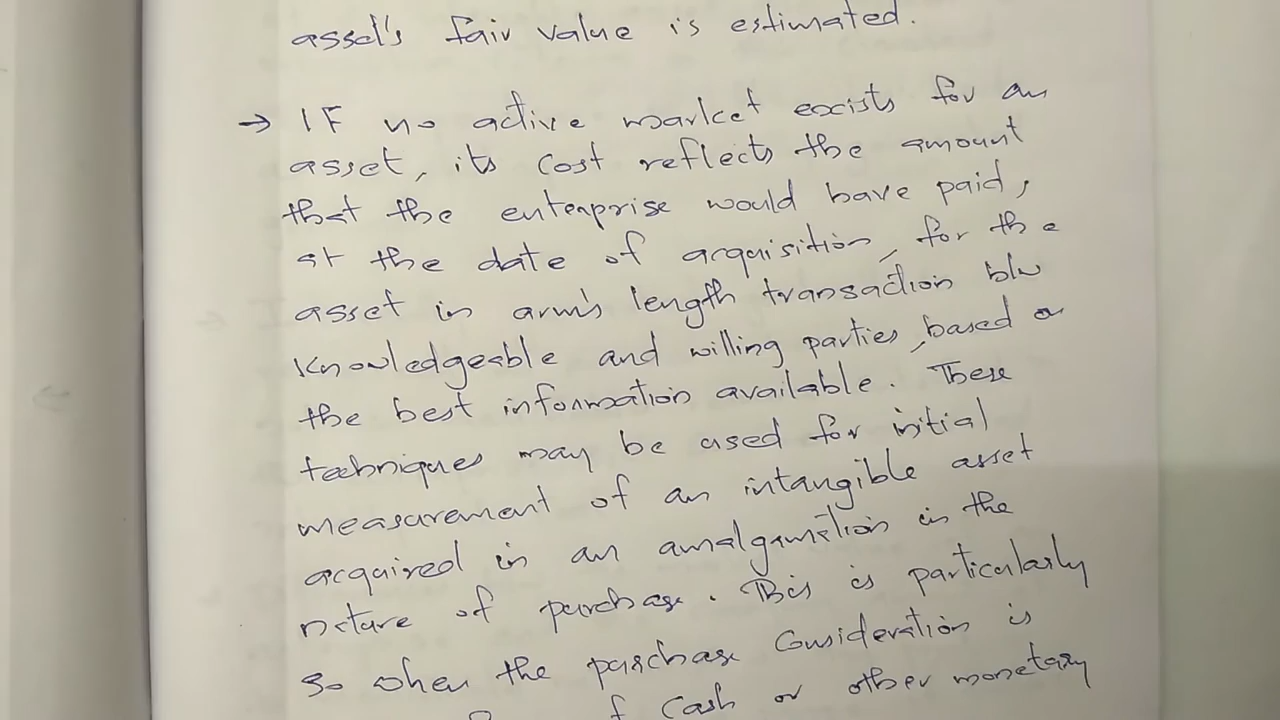 asset's fair value is estimated.
→ IF no active market exists for an
asset, its cost reflects the amount
that the enterprise would have paid,
at the date of acquisition, for the
asset in arm's length transaction b/w
Knowledgeable and willing parties, based o
the best information available. These
techniques may be used for initial
measurement of an intangible asset
acquired in an amalgamation in the
nature of purchase. This is particularly
so when the purchase consideration is
f cash or other monetary